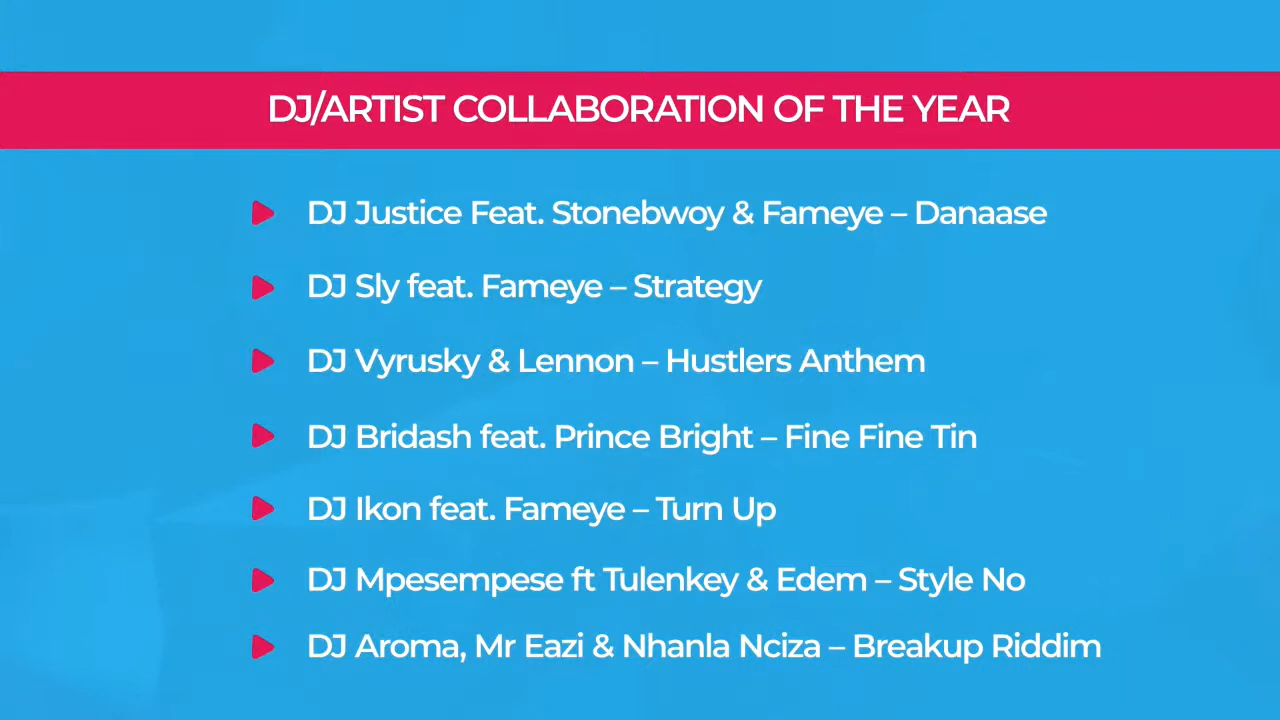 DJ/ARTIST COLLABORATION OF THE YEAR
DJ Justice Feat. Stonebwoy & Fameye – Danaase
DJ Sly feat. Fameye – Strategy
DJ Vyrusky & Lennon – Hustlers Anthem
DJ Bridash feat. Prince Bright – Fine Fine Tin
DJ Ikon feat. Fameye – Turn Up
DJ Mpesempese ft Tulenkey & Edem – Style No
DJ Aroma, Mr Eazi & Nhanla Nciza – Breakup Riddim